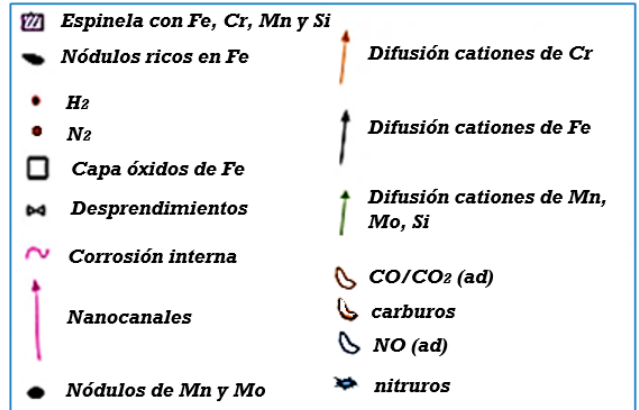 Espinela con Fe, Cr, Mn y Si
Nódulos ricos en Fe
H2
N2
Capa óxidos de Fe
Desprendimientos
Corrosión interna
Nanocanales
Nódulos de Mn y Mo
Difusión cationes de Cr
Difusión cationes de Fe
Difusión cationes de Mn,
Mo, Si
CO/CO2 (ad)
carburos
NO (ad)
nitruros